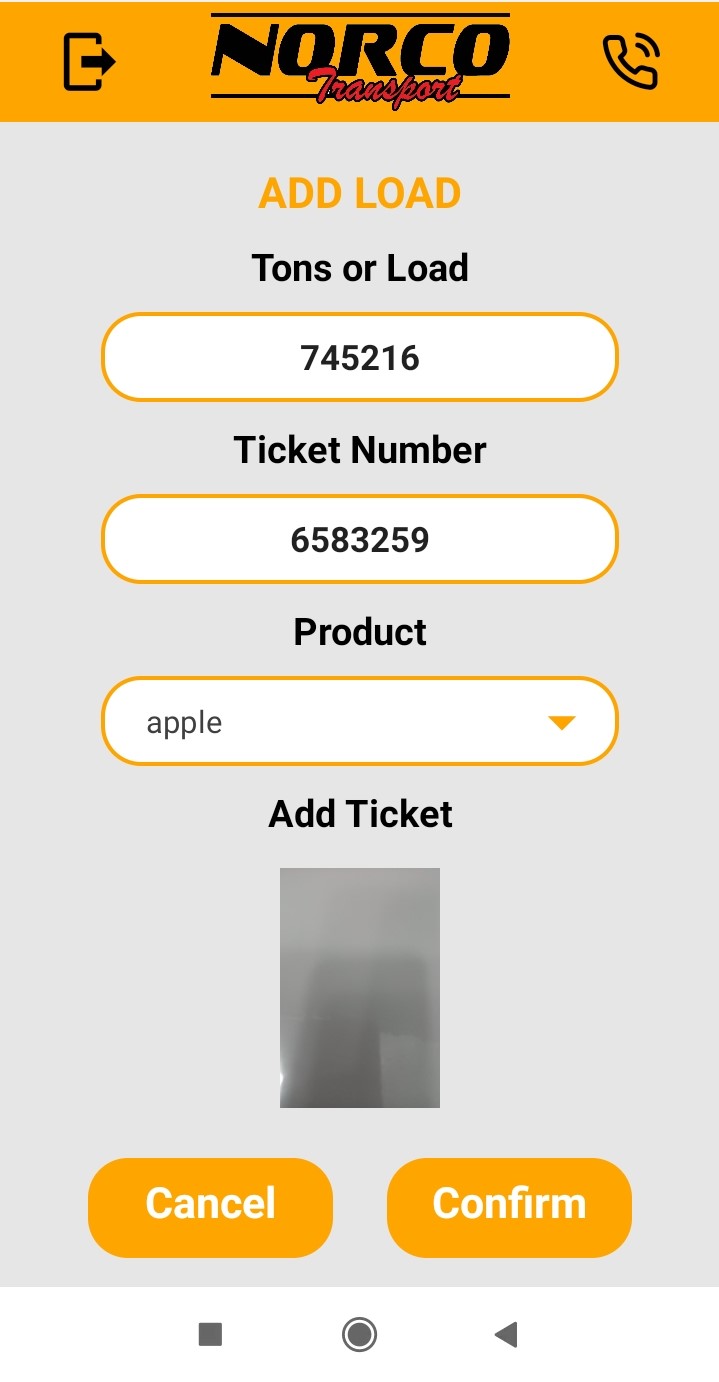 NORCO
Transport
ADD LOAD
Tons or Load
745216
Ticket Number
6583259
Product
apple
Add Ticket
Cancel
Confirm